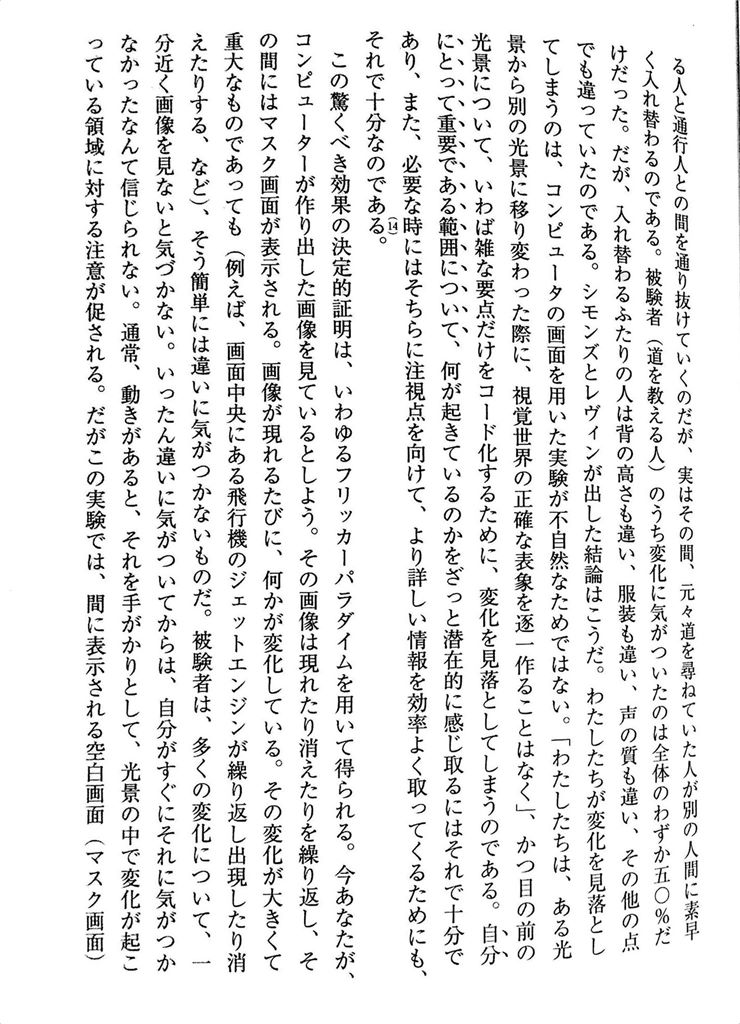 る人と通行人との間を通り抜けていくのだが、実はその間、元々道を尋ねていた人が別の人間に素早
く入れ替わるのである。被験者（道を教える人）のうち変化に気がついたのは全体のわずか五〇％だ
けだった。だが、入れ替わるふたりの人は背の高さも違い、服装も違い、声の質も違い、その他の点
でも違っていたのである。シモンズとレヴィンが出した結論はこうだ。わたしたちが変化を見落とし
てしまうのは、コンピュータの画面を用いた実験が不自然なためではない。「わたしたちは、ある光
景から別の光景に移り変わった際に、視覚世界の正確な表象を逐一作ることはなく」、かつ目の前の
光景について、いわば雑な要点だけをコード化するために、変化を見落としてしまうのである。自分
にとって重要である範囲について、何が起きているのかをざっと潜在的に感じ取るにはそれで十分で
あり、また、必要な時にはそちらに注視点を向けて、より詳しい情報を効率よく取ってくるためにも、
それで十分なのである。(14)
この驚くべき効果の決定的証明は、いわゆるフリッカーパラダイムを用いて得られる。今あなたが、
コンピューターが作り出した画像を見ているとしよう。その画像は現れたり消えたりを繰り返し、そ
の間にはマスク画面が表示される。画像が現れるたびに、何かが変化している。その変化が大きくて
重大なものであっても（例えば、画面中央にある飛行機のジェットエンジンが繰り返し出現したり消
えたりする、など）、そう簡単には違いに気がつかないものだ。被験者は、多くの変化について、一
分近く画像を見ないと気づかない。いったん違いに気がついてからは、自分がすぐにそれに気がつか
なかったなんて信じられない。通常、動きがあると、それを手がかりとして、光景の中で変化が起こ
っている領域に対する注意が促される。だがこの実験では、間に表示される空白画面（マスク画面）